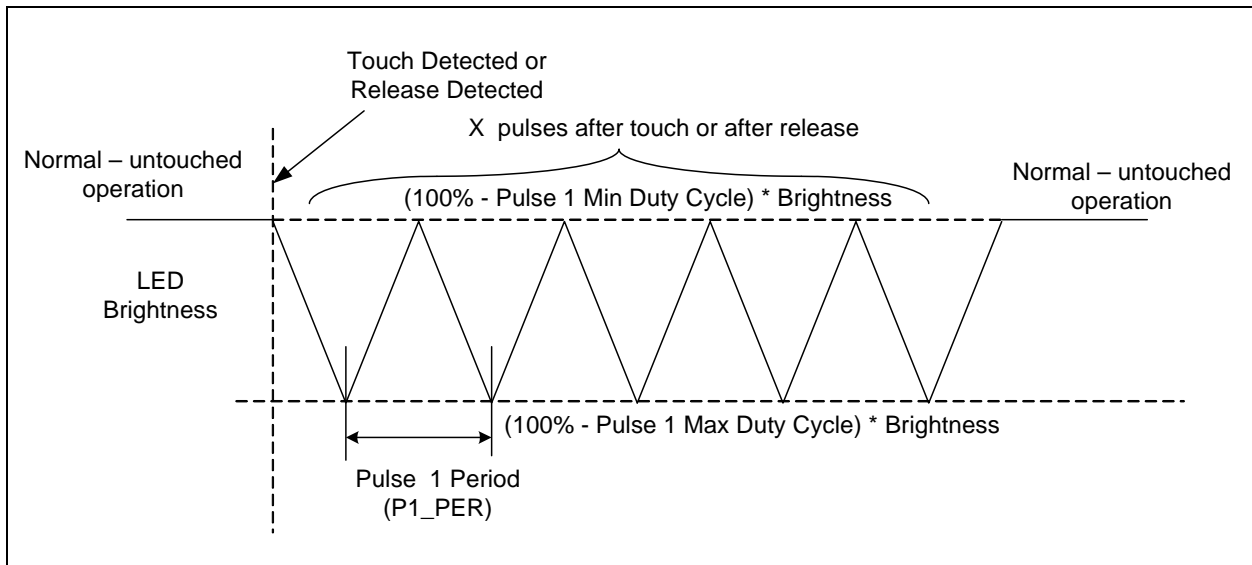 Touch Detected or
Release Detected
X pulses after touch or after release
Normal – untouched
operation
(100% - Pulse 1 Min Duty Cycle) * Brightness
Normal – untouched
operation
LED
Brightness
(100% - Pulse 1 Max Duty Cycle) * Brightness
Pulse 1 Period
(P1_PER)